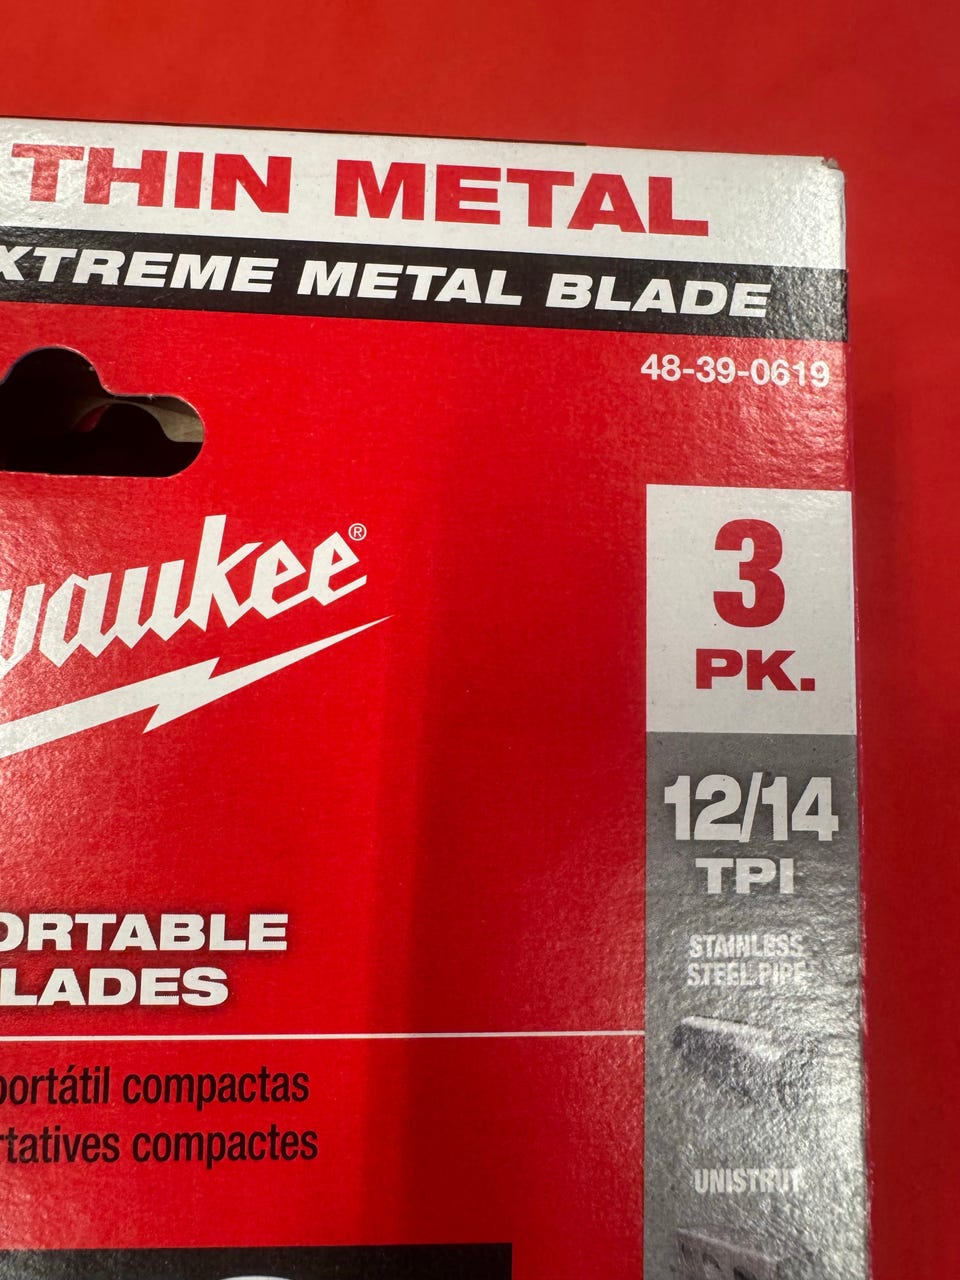 THIN METAL
XTREME METAL BLADE
48-39-0619
waukee®
3
PK.
12/14
TPI
ORTABLE
LADES
STAINLESS
STEEL PIPE
portátil compactas
rtatives compactes
UNISTRUT